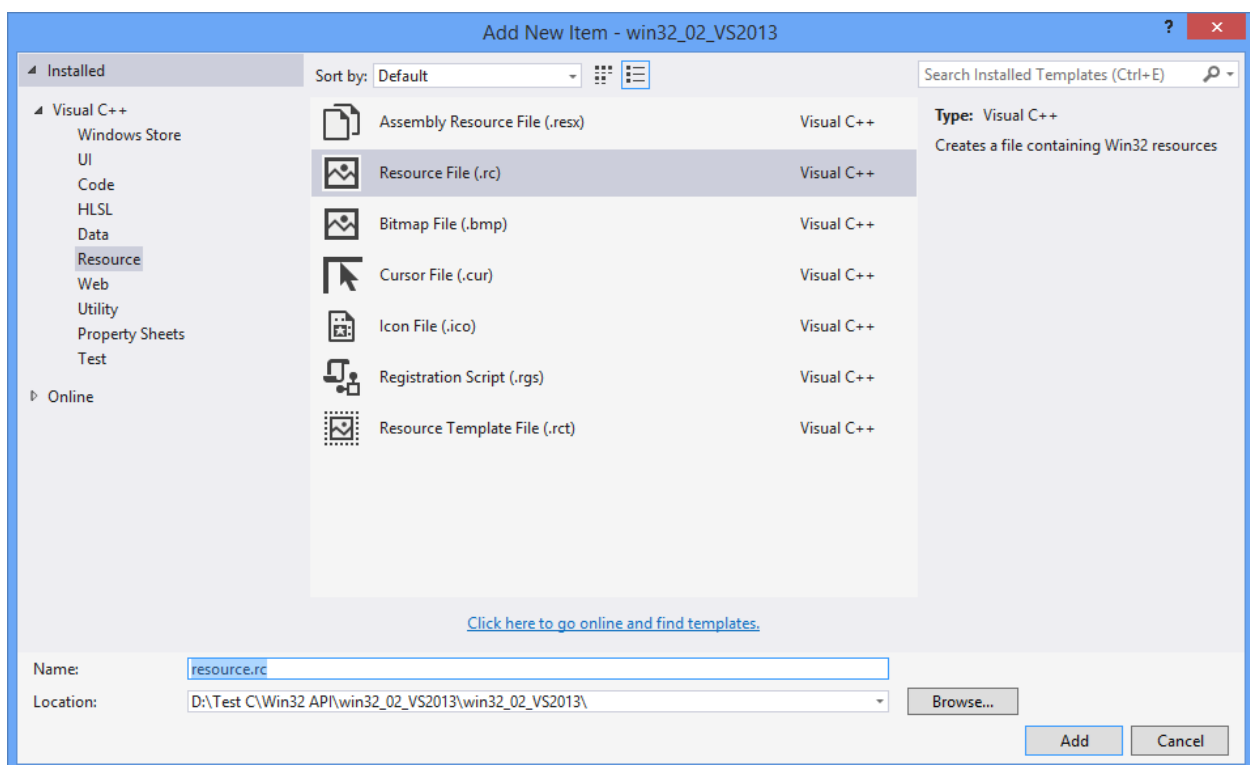 Add New Item - win32_02_VS2013
?
Installed
Sort by: Default
Search Installed Templates (Ctrl+E)
Visual C++
Windows Store
UI
Code
HLSL
Data
Resource
Web
Utility
Property Sheets
Test
Online
Assembly Resource File (.resx) Visual C++
Resource File (.rc) Visual C++
Bitmap File (.bmp) Visual C++
Cursor File (.cur) Visual C++
Icon File (.ico) Visual C++
Registration Script (.rgs) Visual C++
Resource Template File (.rct) Visual C++
Type: Visual C++
Creates a file containing Win32 resources
Click here to go online and find templates.
Name: resource.rc
Location: D:\Test C\Win32 API\win32_02_VS2013\win32_02_VS2013\
Browse...
Add Cancel